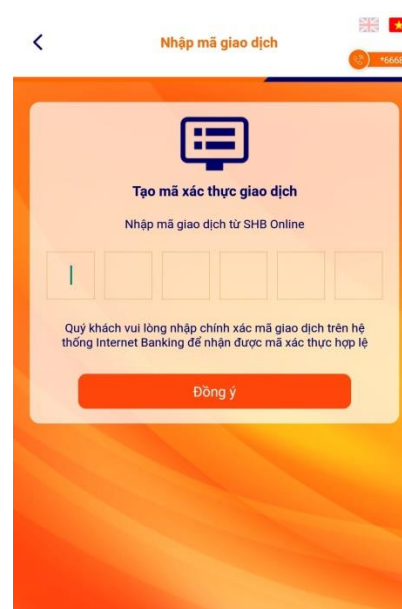 Nhập mã giao dịch
*6668
Tạo mã xác thực giao dịch
Nhập mã giao dịch từ SHB Online
Quý khách vui lòng nhập chính xác mã giao dịch trên hệ
thống Internet Banking để nhận được mã xác thực hợp lệ
Đồng ý